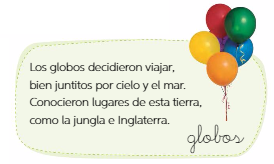 Los globos decidieron viajar,
bien juntitos por cielo y el mar.
Conocieron lugares de esta tierra,
como la jungla e Inglaterra.
globos